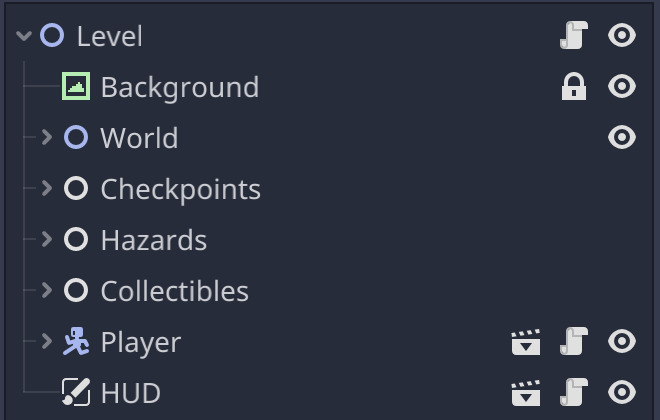 Level
Background
World
Checkpoints
Hazards
Collectibles
Player
HUD